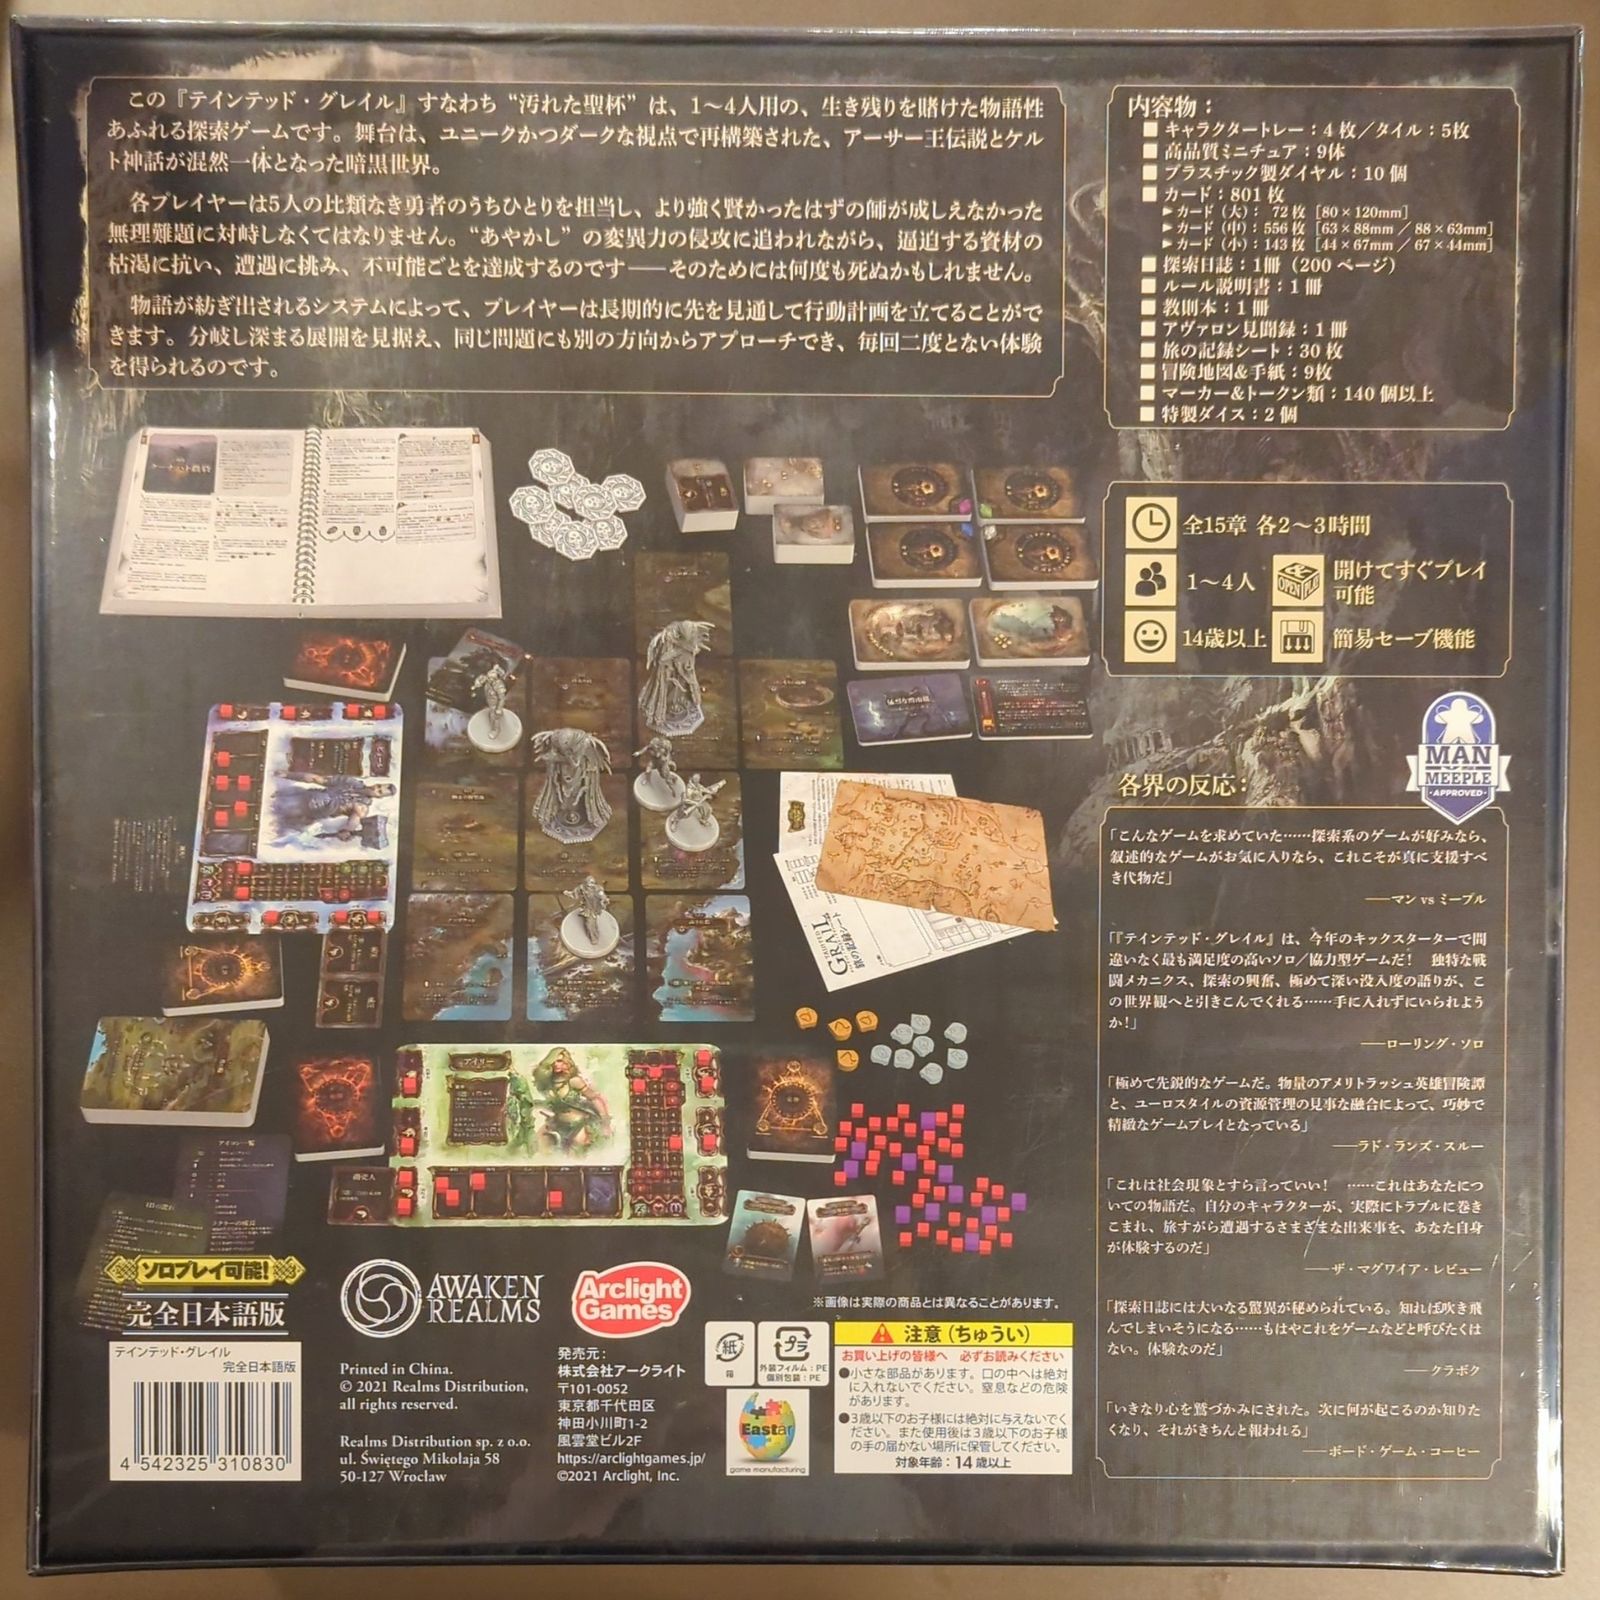 この『テインテッド・グレイル』すなわち“汚れた聖杯”は、1～4人用の、生き残りを賭けた物語性
あふれる探索ゲームです。舞台は、ユニークかつダークな視点で再構築された、アーサー王伝説とケル
ト神話が混然一体となった暗黒世界。
各プレイヤーは5人の比類なき勇者のうちひとりを担当し、より強く賢かったはずの師が成しえなかった
無理難題に対峙しなくてはなりません。“あやかし”の変異力の侵攻に追われながら、逼迫する資材の
枯渇に抗い、遭遇に挑み、不可能ごとを達成するのです――そのためには何度も死ぬかもしれません。
物語が紡ぎ出されるシステムによって、プレイヤーは長期的に先を見通して行動計画を立てることがで
きます。分岐し深まる展開を見据え、同じ問題にも別の方向からアプローチでき、毎回二度とない体験
を得られるのです。
内容物：
■ キャラクタートレー：4枚／タイル：5枚
■ 高品質ミニチュア：9体
■ プラスチック製ダイヤル：10個
■ カード：801枚
▶カード（大）： 72枚［80×120mm］
▶カード（中）：556枚［63×88mm／88×63mm］
▶カード（小）：143枚［44×67mm／67×44mm］
■ 探索日誌：1冊（200ページ）
■ ルール説明書：1冊
■ 教則本：1冊
■ アヴァロン見聞録：1冊
■ 旅の記録シート：30枚
■ 冒険地図&手紙：9枚
■ マーカー&トークン類：140個以上
■ 特製ダイス：2個
全15章 各2～3時間
1～4人
OPEN PLAY
開けてすぐプレイ
可能
14歳以上
簡易セーブ機能
MAN
VS
MEEPLE
・APPROVED・
各界の反応：
「こんなゲームを求めていた……探索系のゲームが好みなら、
叙述的なゲームがお気に入りなら、これこそが真に支援すべ
き代物だ」
――マン vs ミープル
「『テインテッド・グレイル』は、今年のキックスターターで間
違いなく最も満足度の高いソロ／協力型ゲームだ！ 独特な戦
闘メカニクス、探索の興奮、極めて深い没入度の語りが、こ
の世界観へと引きこんでくれる……手に入れずにいられよう
か！」
――ローリング・ソロ
「極めて先鋭的なゲームだ。物量のアメリトラッシュ英雄冒険譚
と、ユーロスタイルの資源管理の見事な融合によって、巧妙で
精緻なゲームプレイとなっている」
――ラド・ランズ・スルー
「これは社会現象とすら言っていい！ ……これはあなたにつ
いての物語だ。自分のキャラクターが、実際にトラブルに巻き
こまれ、旅すがら遭遇するさまざまな出来事を、あなた自身
が体験するのだ」
――ザ・マグワイア・レビュー
「探索日誌には大いなる驚異が秘められている。知れば吹き飛
んでしまいそうになる……もはやこれをゲームなどと呼びたくは
ない。体験なのだ」
――クラボク
「いきなり心を鷲づかみにされた。次に何が起こるのか知りた
くなり、それがきちんと報われる」
――ボード・ゲーム・コーヒー
GRAIL
旅の記録シート
アイリー
アイコン一覧
※画像は実際の商品とは異なることがあります。
ソロプレイ可能！
完全日本語版
テインテッド・グレイル
完全日本語版
4 542325 310830
AWAKEN
REALMS
Printed in China.
© 2021 Realms Distribution,
all rights reserved.
Realms Distribution sp. z o.o.
ul. Świętego Mikołaja 58
50-127 Wrocław
Arclight
Games
発売元：
株式会社アークライト
〒101-0052
東京都千代田区
神田小川町1-2
風雲堂ビル2F
https://arclightgames.jp/
©2021 Arclight, Inc.
紙
箱
プラ
外装フィルム：PE
個別包装：PE
Eastar
game manufacturing
注意（ちゅうい）
お買い上げの皆様へ 必ずお読みください
●小さな部品があります。口の中へは絶対
に入れないでください。窒息などの危険
があります。
●3歳以下のお子様には絶対に与えないでく
ださい。また使用後は3歳以下のお子様
の手の届かない場所に保管してください。
対象年齢：14歳以上